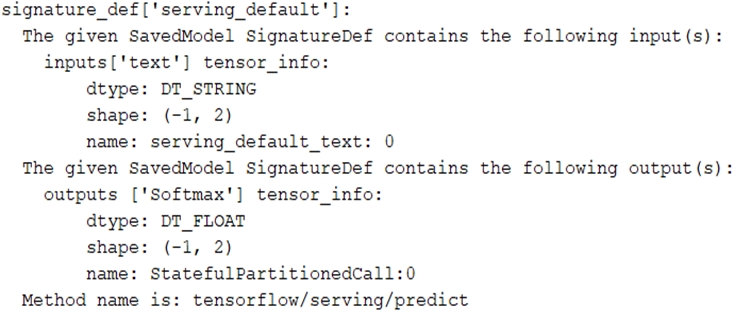 signature_def['serving_default']:
The given SavedModel SignatureDef contains the following input(s):
inputs['text'] tensor_info:
dtype: DT_STRING
shape: (-1, 2)
name: serving_default_text: 0
The given SavedModel SignatureDef contains the following output(s):
outputs ['Softmax'] tensor_info:
dtype: DT_FLOAT
shape: (-1, 2)
name: StatefulPartitionedCall:0
Method name is: tensorflow/serving/predict